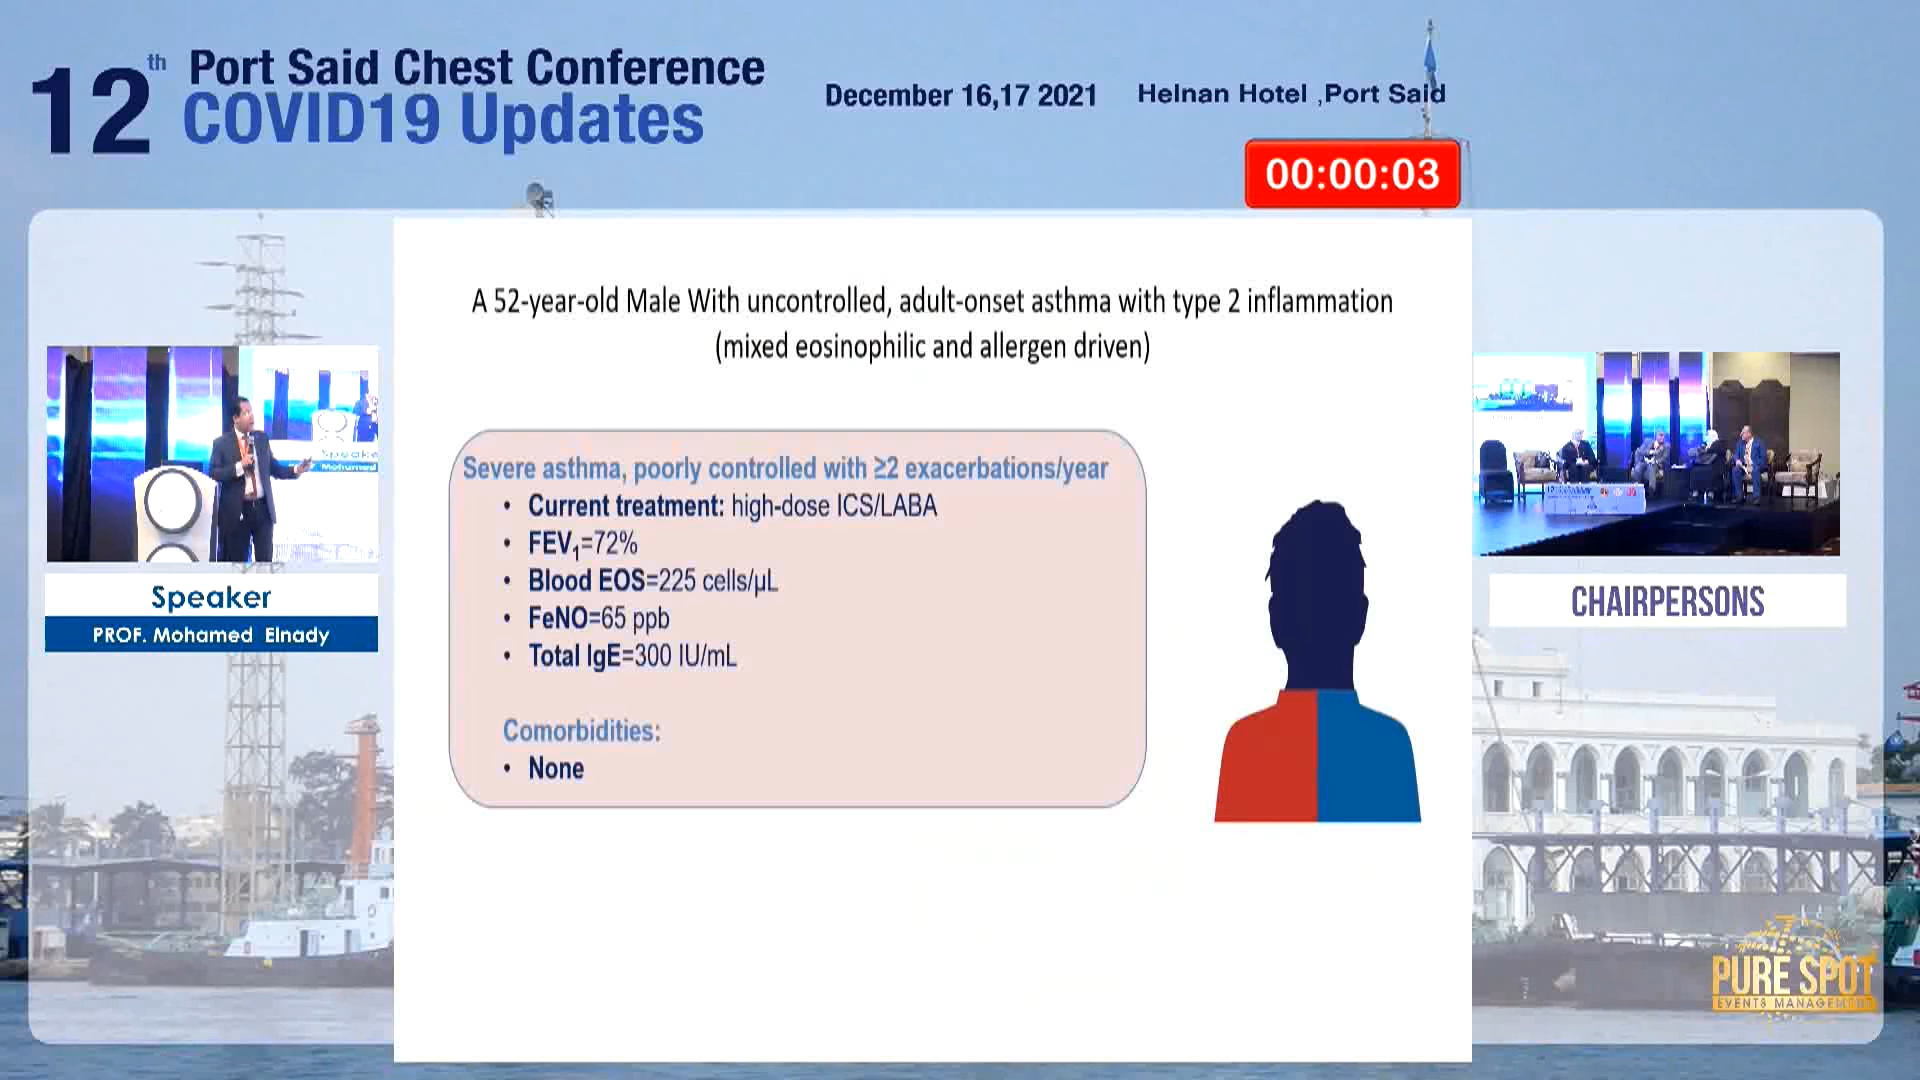 12th Port Said Chest Conference
COVID19 Updates
December 16,17 2021
Helnan Hotel ,Port Said
00:00:03
A 52-year-old Male With uncontrolled, adult-onset asthma with type 2 inflammation
(mixed eosinophilic and allergen driven)
Severe asthma, poorly controlled with ≥2 exacerbations/year
• Current treatment: high-dose ICS/LABA
• FEV1=72%
• Blood EOS=225 cells/µL
• FeNO=65 ppb
• Total IgE=300 IU/mL
Comorbidities:
• None
Speaker
PROF. Mohamed Elnady
CHAIRPERSONS
PURE SPOT
EVENTS MANAGEMENT